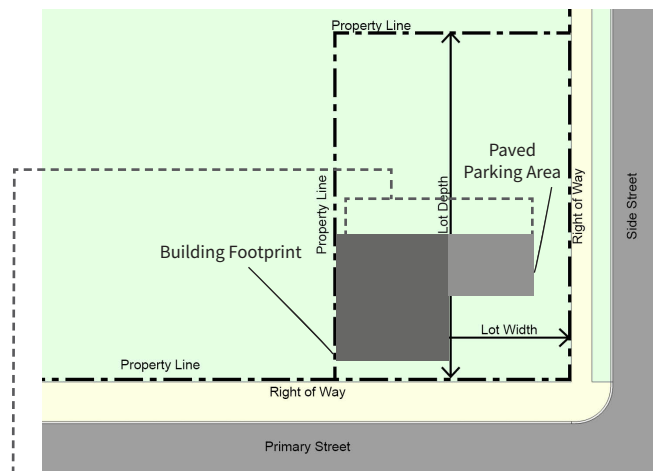 Property Line
Paved
Parking Area
Property Line
Lot Depth
Right of Way
Side Street
Building Footprint
Lot Width
Property Line
Right of Way
Primary Street